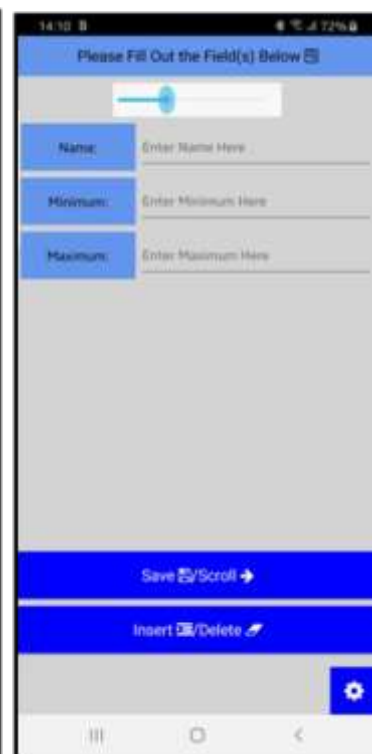 14:10
72%
Please Fill Out the Field(s) Below
Name:
Enter Name Here
Minimum:
Enter Minimum Here
Maximum:
Enter Maximum Here
Save/Scroll
Insert/Delete